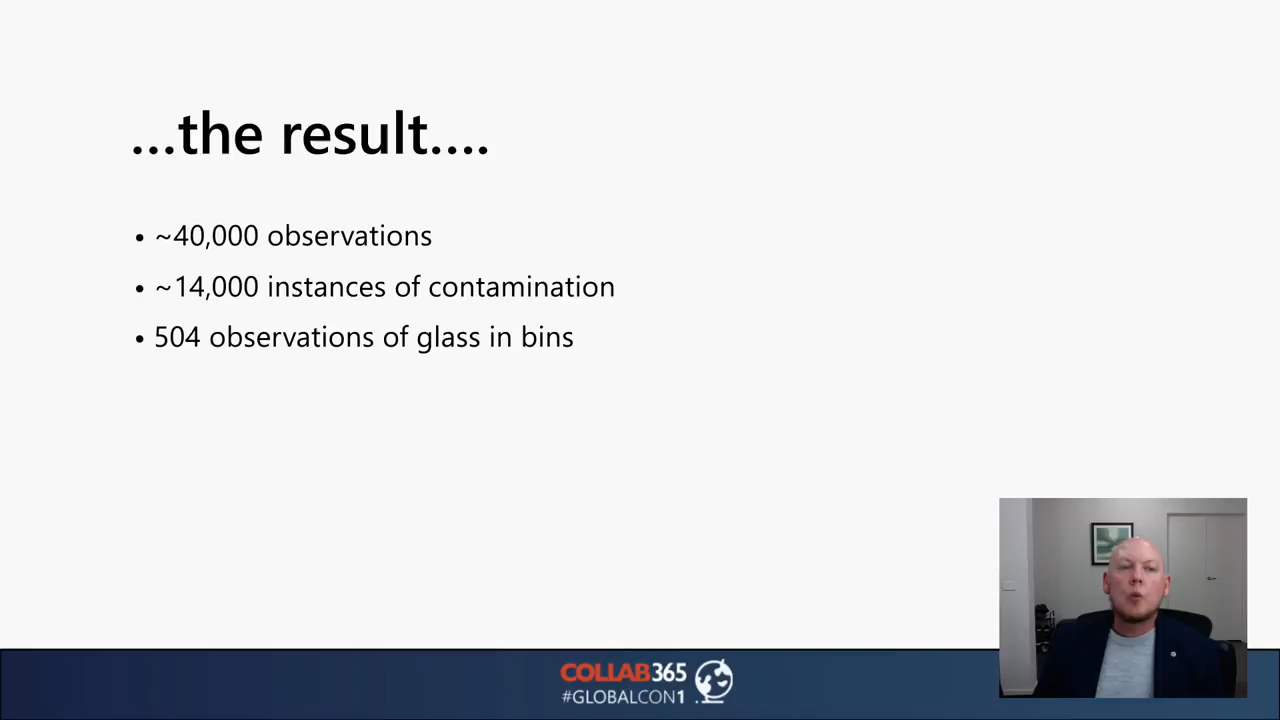 ...the result....
• ~40,000 observations
• ~14,000 instances of contamination
• 504 observations of glass in bins
COLLAB365
#GLOBALCON1